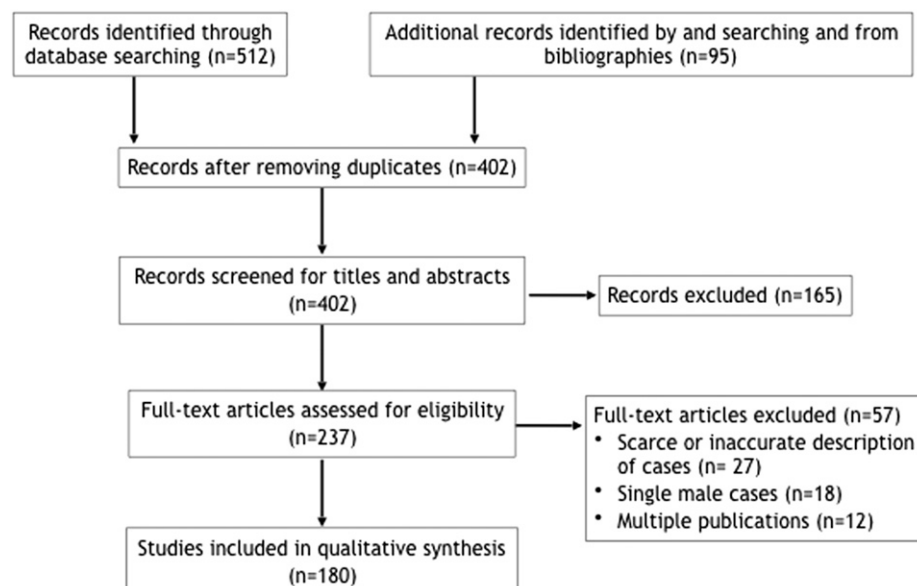 Records identified through
database searching (n=512)
Additional records identified by and searching and from
bibliographies (n=95)
Records after removing duplicates (n=402)
Records screened for titles and abstracts
(n=402)
Records excluded (n=165)
Full-text articles assessed for eligibility
(n=237)
Full-text articles excluded (n=57)
• Scarce or inaccurate description
of cases (n= 27)
• Single male cases (n=18)
• Multiple publications (n=12)
Studies included in qualitative synthesis
(n=180)